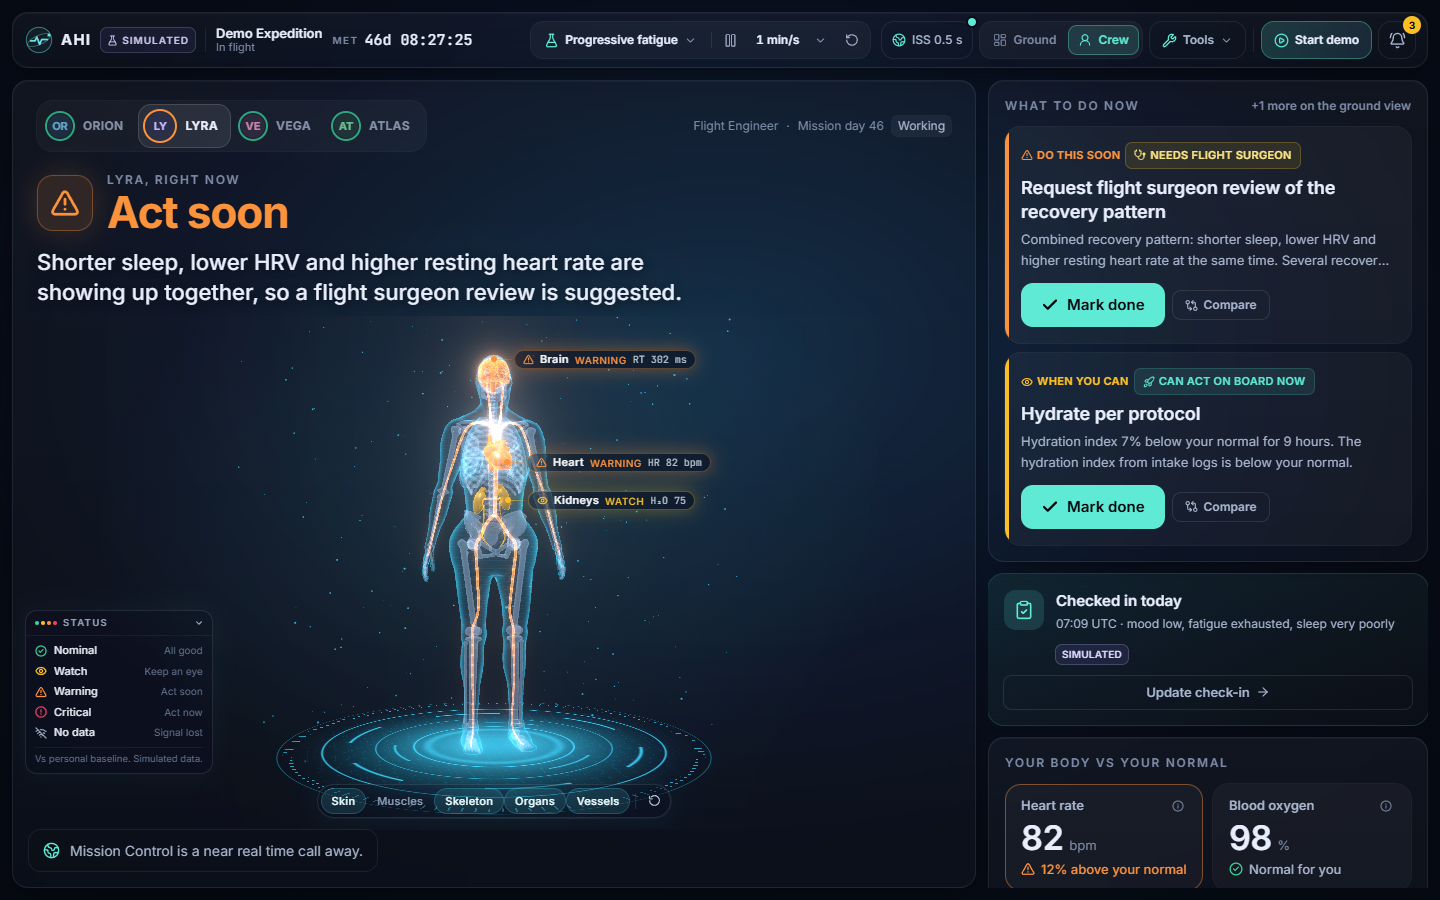 AHI
SIMULATED
Demo Expedition
In flight
MET 46d 08:27:25
Progressive fatigue
1 min/s
ISS 0.5 s
Ground
Crew
Tools
Start demo
3
OR ORION
LY LYRA
VE VEGA
AT ATLAS
Flight Engineer · Mission day 46 Working
LYRA, RIGHT NOW
Act soon
Shorter sleep, lower HRV and higher resting heart rate are
showing up together, so a flight surgeon review is suggested.
Brain WARNING RT 302 ms
Heart WARNING HR 82 bpm
Kidneys WATCH H₂O 75
STATUS
Nominal All good
Watch Keep an eye
Warning Act soon
Critical Act now
No data Signal lost
Vs personal baseline. Simulated data.
Skin Muscles Skeleton Organs Vessels
Mission Control is a near real time call away.
WHAT TO DO NOW
+1 more on the ground view
DO THIS SOON
NEEDS FLIGHT SURGEON
Request flight surgeon review of the
recovery pattern
Combined recovery pattern: shorter sleep, lower HRV and
higher resting heart rate at the same time. Several recover...
Mark done
Compare
WHEN YOU CAN
CAN ACT ON BOARD NOW
Hydrate per protocol
Hydration index 7% below your normal for 9 hours. The
hydration index from intake logs is below your normal.
Mark done
Compare
Checked in today
07:09 UTC · mood low, fatigue exhausted, sleep very poorly
SIMULATED
Update check-in →
YOUR BODY VS YOUR NORMAL
Heart rate
82 bpm
12% above your normal
Blood oxygen
98 %
Normal for you